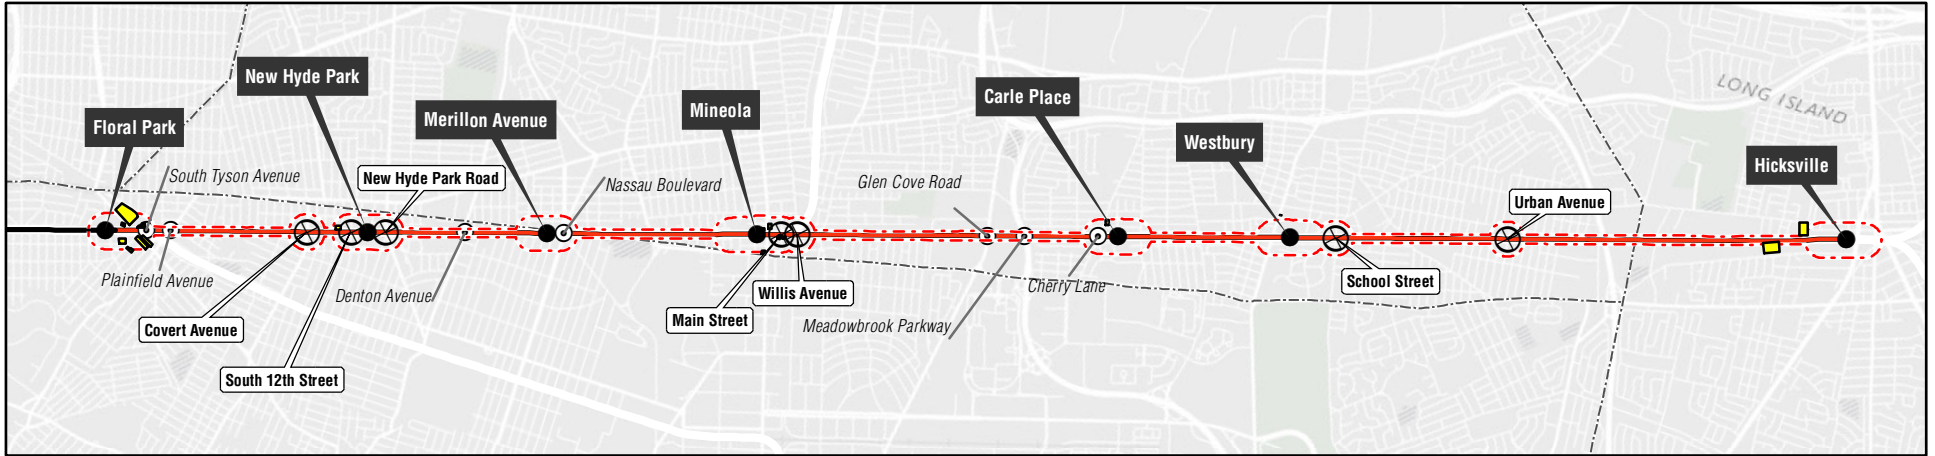 LONG ISLAND
New Hyde Park
Carle Place
Mineola
Merillon Avenue
Floral Park
Westbury
Hicksville
South Tyson Avenue
New Hyde Park Road
Nassau Boulevard
Glen Cove Road
Urban Avenue
Plainfield Avenue
Denton Avenue
Cherry Lane
School Street
Willis Avenue
Main Street
Meadowbrook Parkway
Covert Avenue
South 12th Street